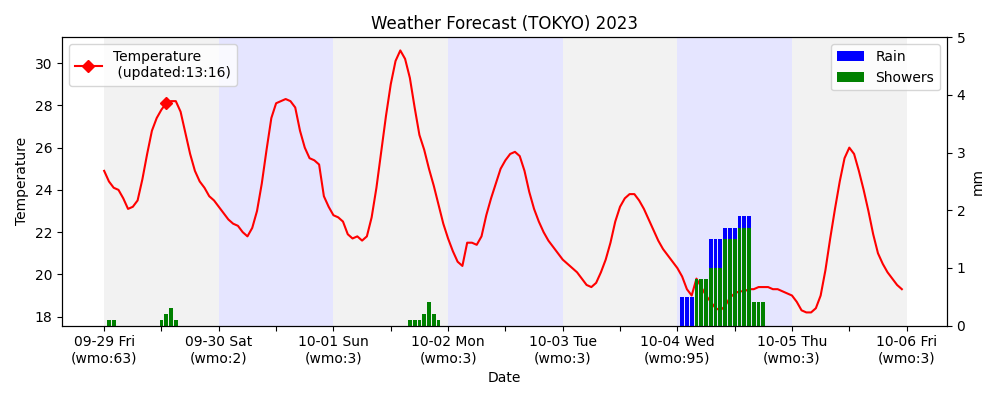 Weather Forecast (TOKYO) 2023
Temperature
(updated:13:16)
Rain
Showers
30
28
26
24
22
20
18
Temperature
5
4
3
2
1
0
mm
09-29 Fri
(wmo:63)
09-30 Sat
(wmo:2)
10-01 Sun
(wmo:3)
10-02 Mon
(wmo:3)
10-03 Tue
(wmo:3)
10-04 Wed
(wmo:95)
10-05 Thu
(wmo:3)
10-06 Fri
(wmo:3)
Date